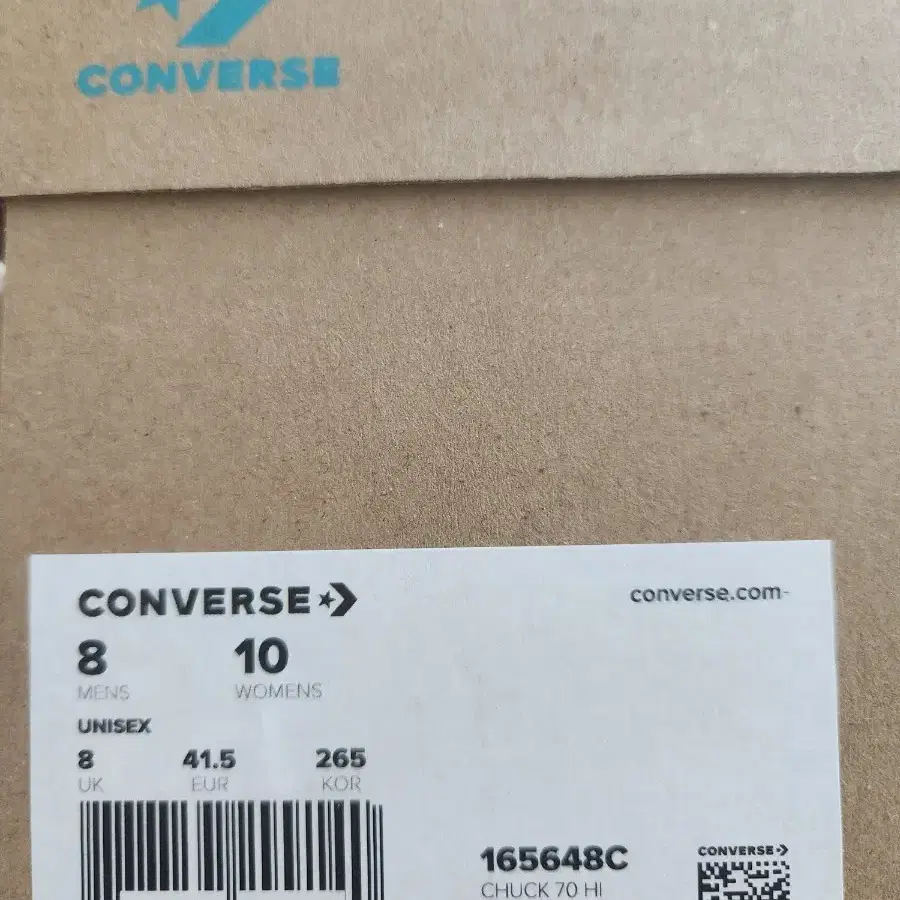 CONVERSE
CONVERSE
converse.com
8 10
MENS WOMENS
UNISEX
8 41.5 265
UK EUR KOR
165648C
CHUCK 70 HI
CONVERSE